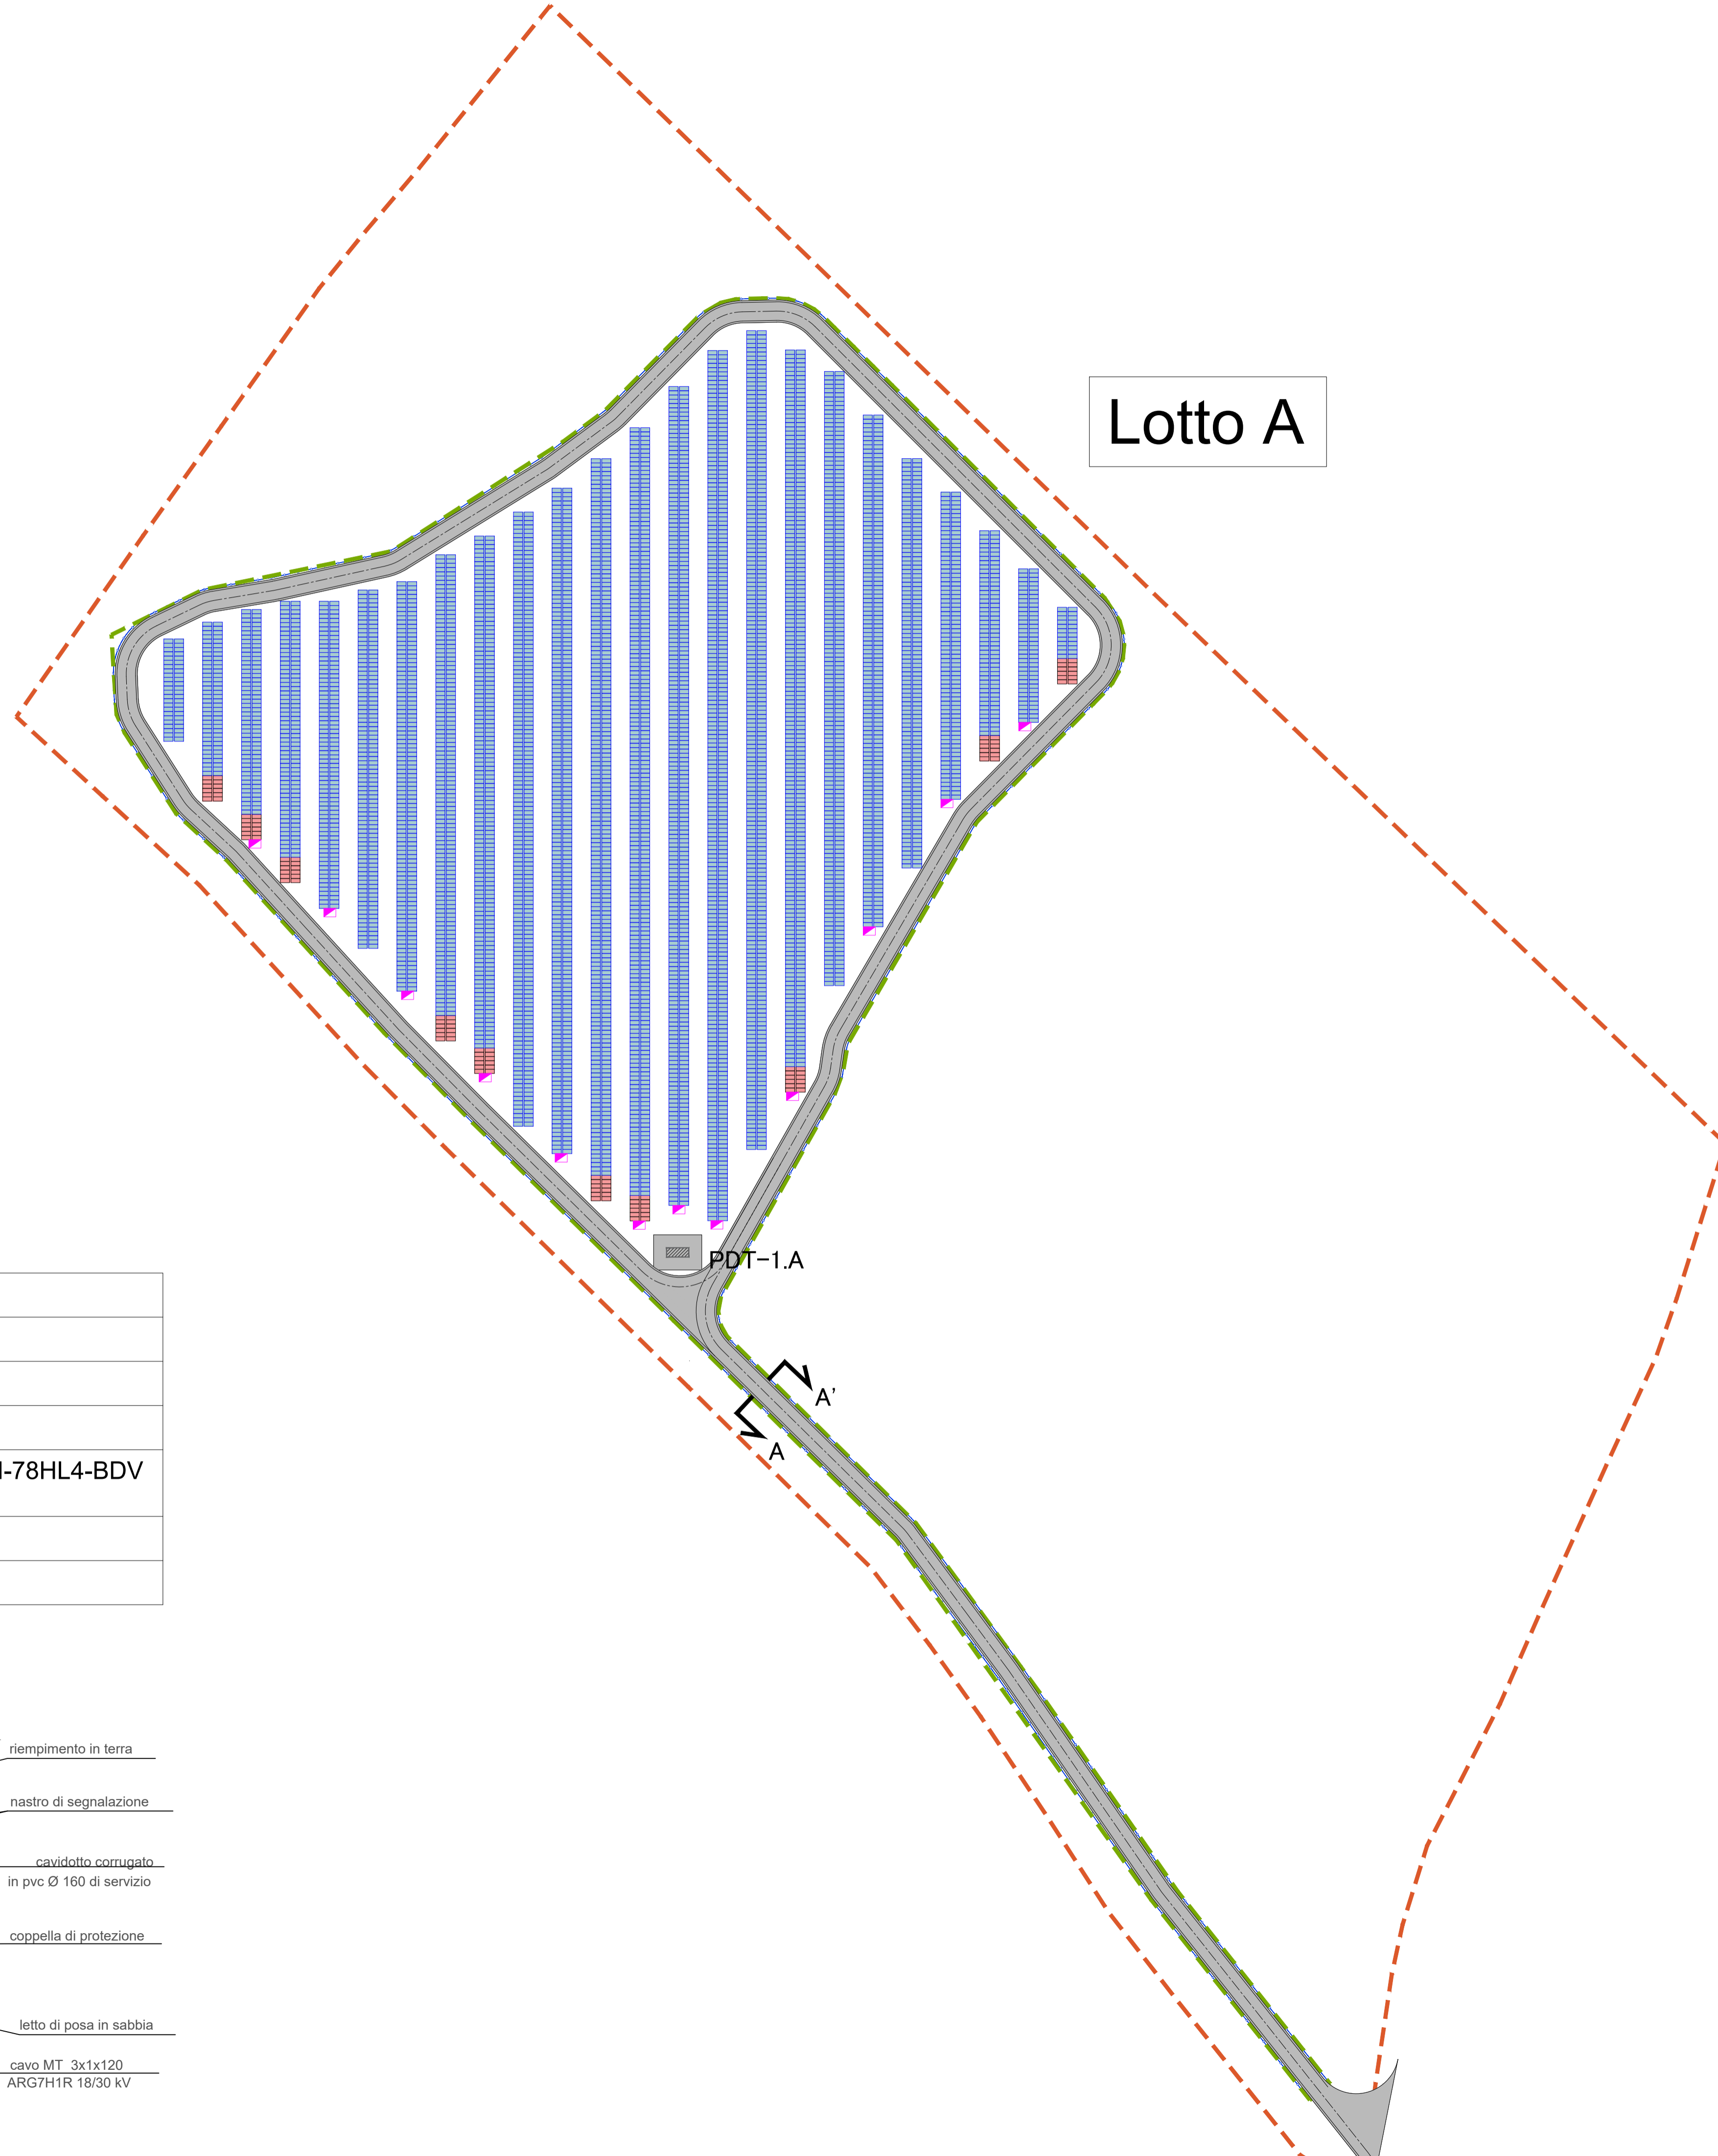 Lotto A
PDT-1.A
A'
A
-78HL4-BDV
riempimento in terra
nastro di segnalazione
cavidotto corrugato
in pvc Ø 160 di servizio
coppella di protezione
letto di posa in sabbia
cavo MT 3x1x120
ARG7H1R 18/30 kV